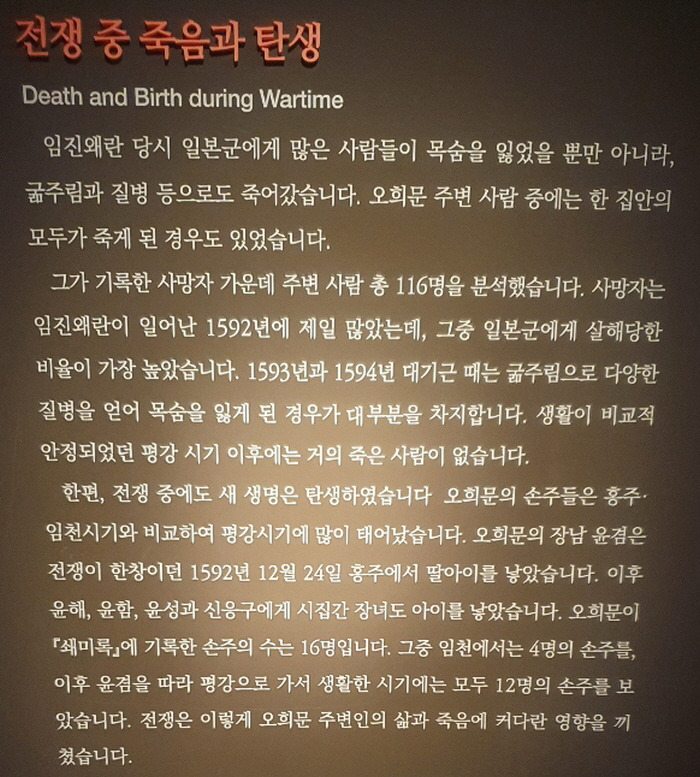 전쟁 중 죽음과 탄생
Death and Birth during Wartime
임진왜란 당시 일본군에게 많은 사람들이 목숨을 잃었을 뿐만 아니라,
굶주림과 질병 등으로도 죽어갔습니다. 오희문 주변 사람 중에는 한 집안의
모두가 죽게 된 경우도 있었습니다.
그가 기록한 사망자 가운데 주변 사람 총 116명을 분석했습니다. 사망자는
임진왜란이 일어난 1592년에 제일 많았는데, 그중 일본군에게 살해당한
비율이 가장 높았습니다. 1593년과 1594년 대기근 때는 굶주림으로 다양한
질병을 얻어 목숨을 잃게 된 경우가 대부분을 차지합니다. 생활이 비교적
안정되었던 평강 시기 이후에는 거의 죽은 사람이 없습니다.
한편, 전쟁 중에도 새 생명은 탄생하였습니다 오희문의 손주들은 홍주·
임천시기와 비교하여 평강시기에 많이 태어났습니다. 오희문의 장남 윤겸은
전쟁이 한창이던 1592년 12월 24일 홍주에서 딸아이를 낳았습니다. 이후
윤해, 윤함, 윤성과 신응구에게 시집간 장녀도 아이를 낳았습니다. 오희문이
『쇄미록』에 기록한 손주의 수는 16명입니다. 그중 임천에서는 4명의 손주를,
이후 윤겸을 따라 평강으로 가서 생활한 시기에는 모두 12명의 손주를 보
았습니다. 전쟁은 이렇게 오희문 주변인의 삶과 죽음에 커다란 영향을 끼
쳤습니다.